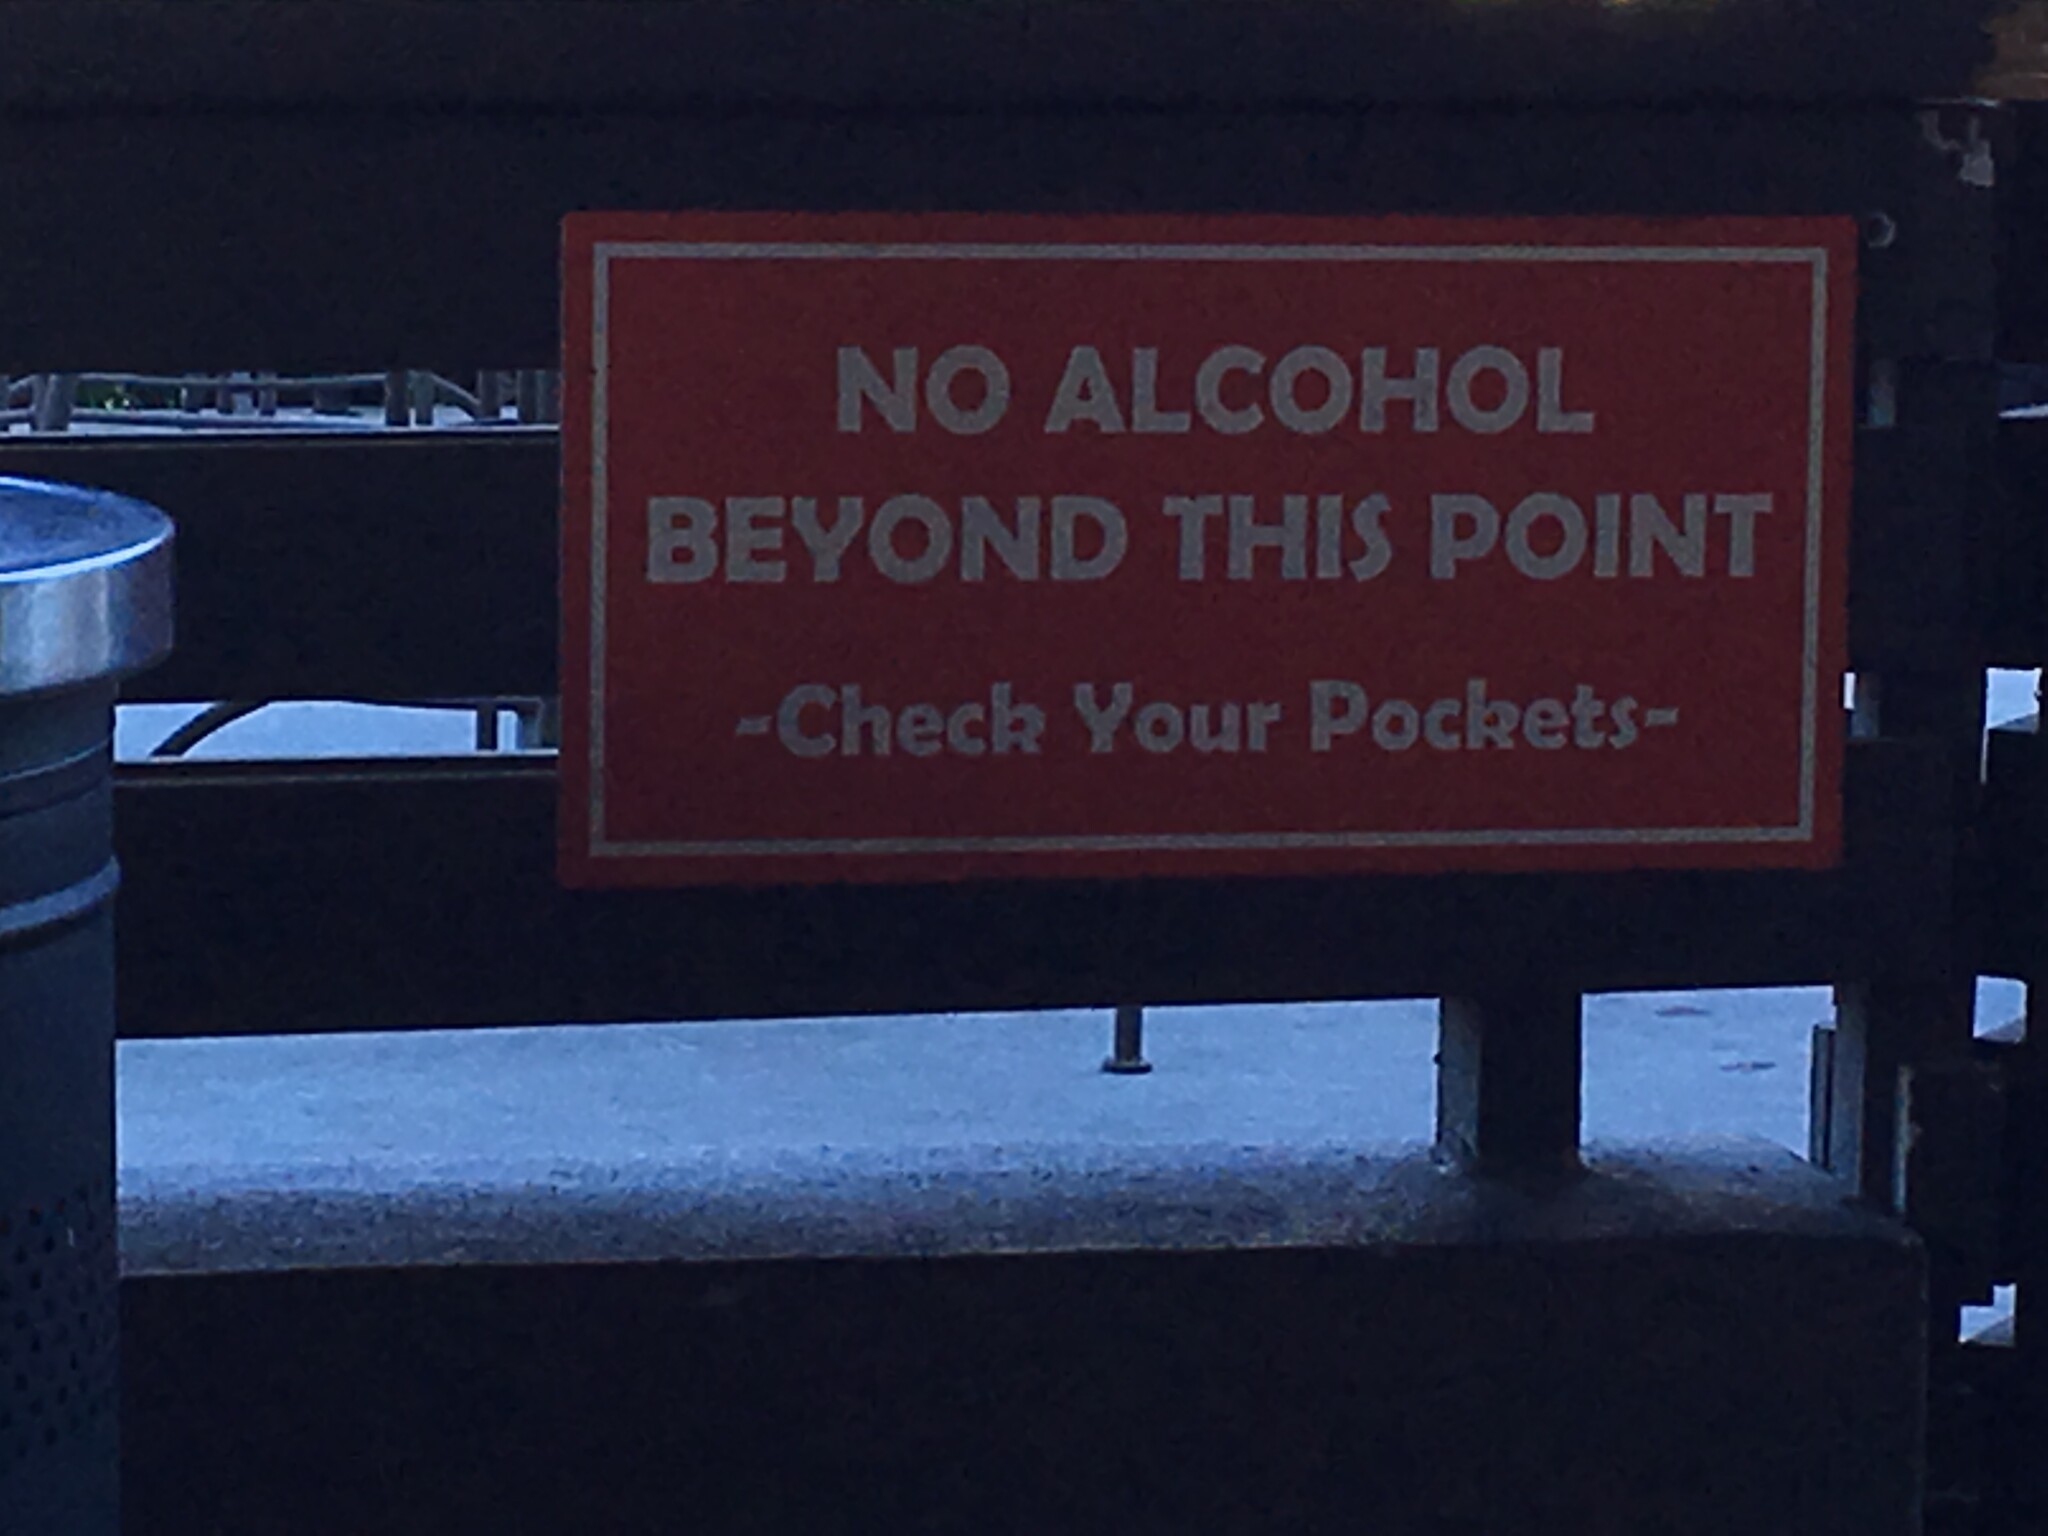 NO ALCOHOL
BEYOND THIS POINT
-Check Your Pockets-